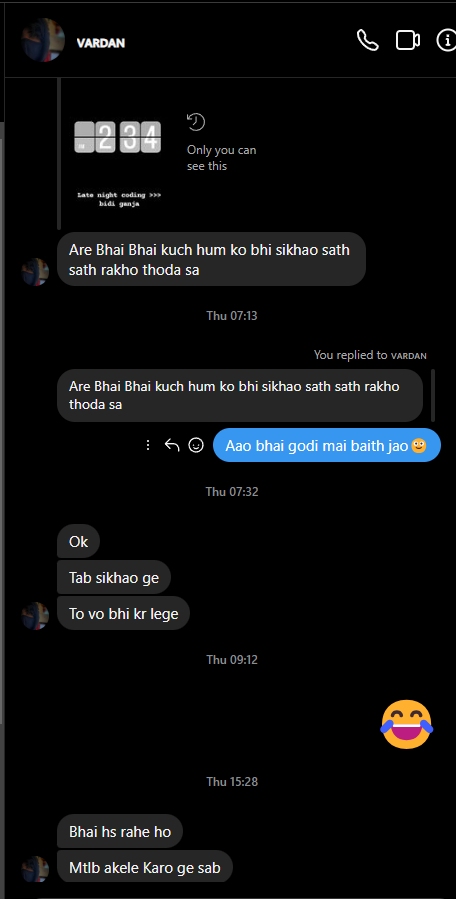 VARDAN
234
Only you can
see this
Late night coding >>>
bidi ganja
Are Bhai Bhai kuch hum ko bhi sikhao sath
sath rakho thoda sa
Thu 07:13
You replied to VARDAN
Are Bhai Bhai kuch hum ko bhi sikhao sath sath rakho
thoda sa
Aao bhai godi mai baith jao🙂
Thu 07:32
Ok
Tab sikhao ge
To vo bhi kr lege
Thu 09:12
😂
Thu 15:28
Bhai hs rahe ho
Mtlb akele Karo ge sab